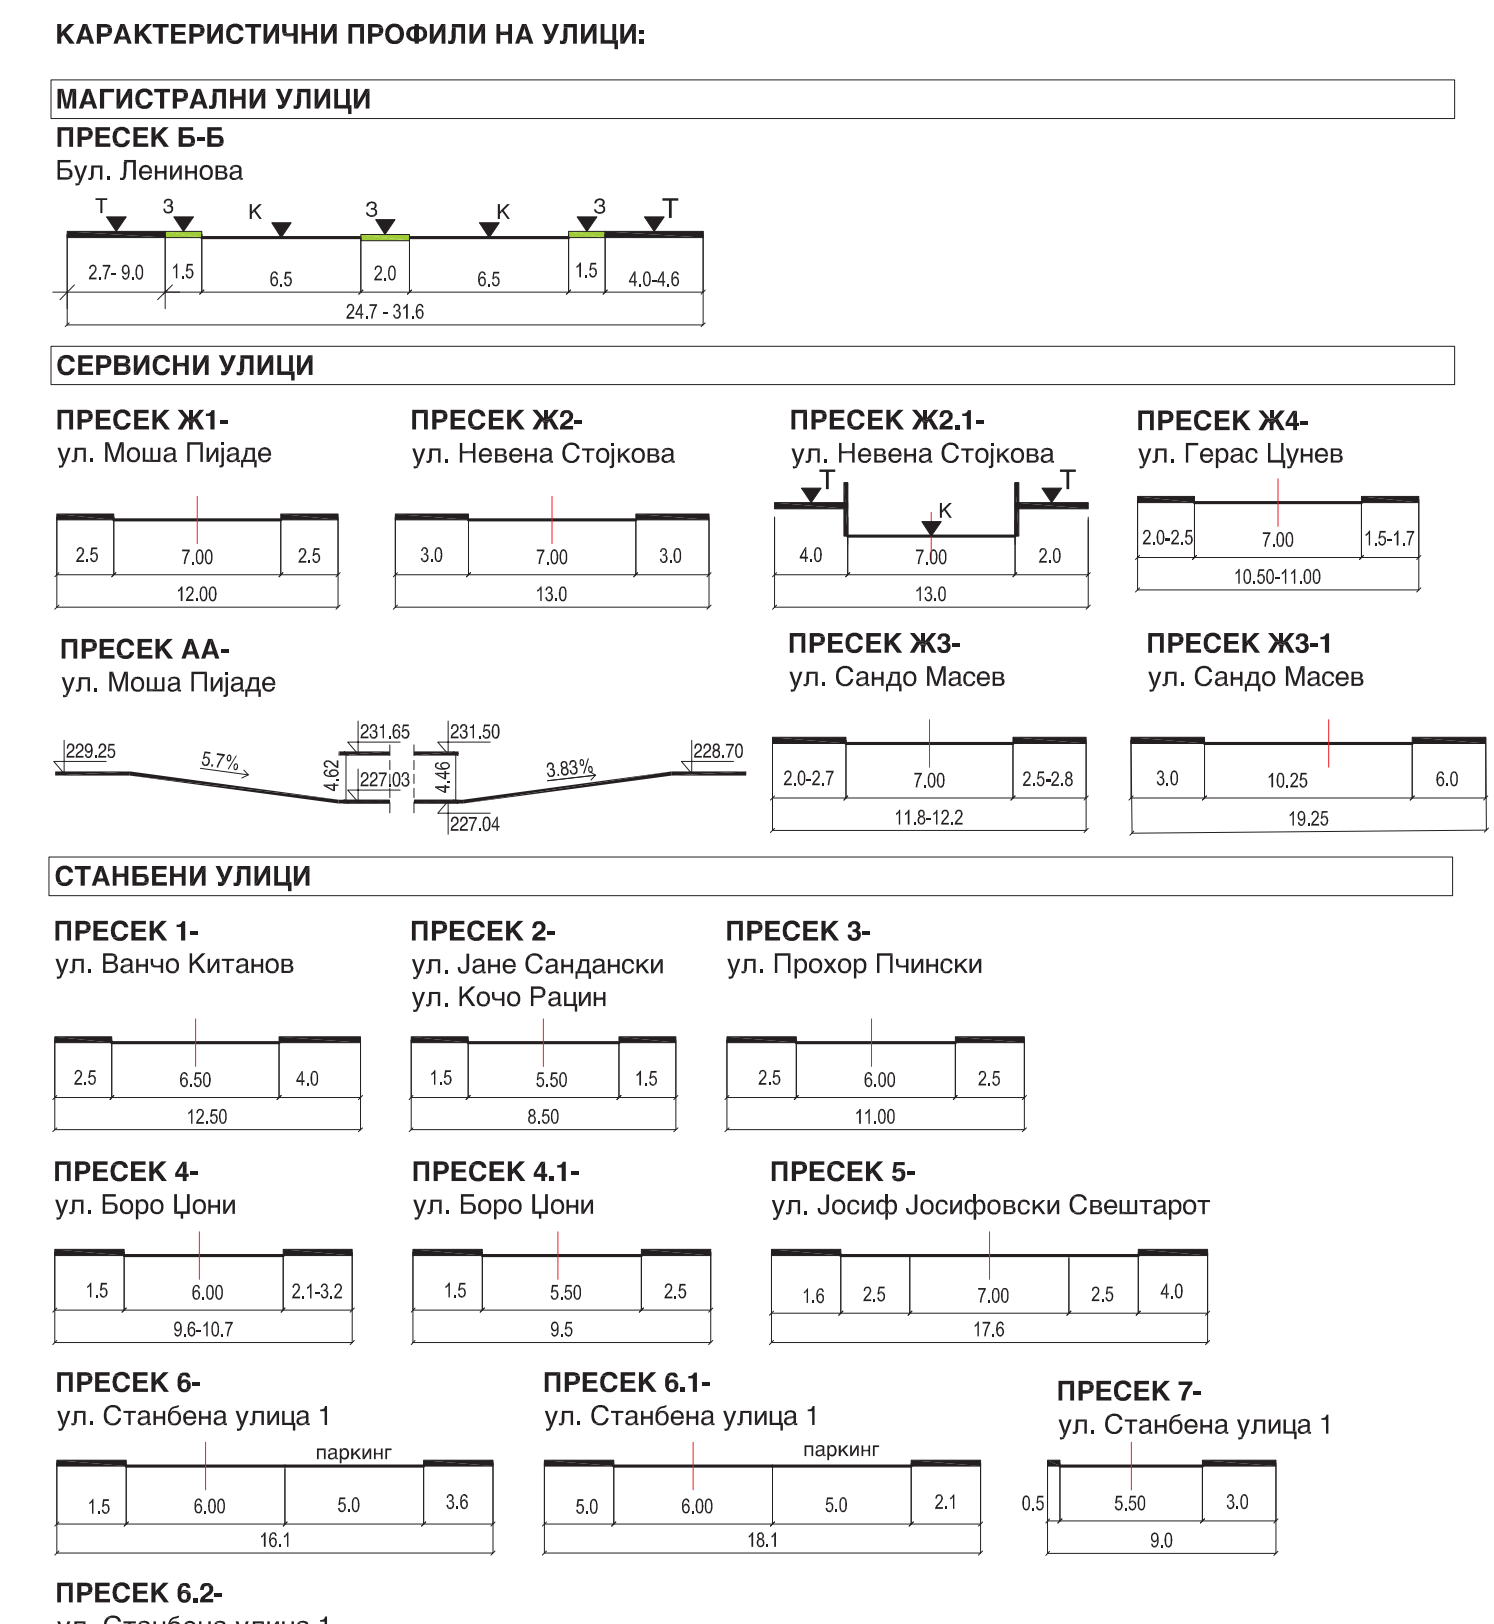 КАРАКТЕРИСТИЧНИ ПРОФИЛИ НА УЛИЦИ:
МАГИСТРАЛНИ УЛИЦИ
ПРЕСЕК Б-Б
Бул. Ленинова
Т З К З К З Т
2.7- 9.0 1.5 6.5 2.0 6.5 1.5 4.0-4.6
24.7 - 31.6
СЕРВИСНИ УЛИЦИ
ПРЕСЕК Ж1-
ул. Моша Пијаде
2.5 7.00 2.5
12.00
ПРЕСЕК Ж2-
ул. Невена Стојкова
3.0 7.00 3.0
13.0
ПРЕСЕК Ж2.1-
ул. Невена Стојкова
Т К Т
4.0 7.00 2.0
13.0
ПРЕСЕК Ж4-
ул. Герас Цунев
2.0-2.5 7.00 1.5-1.7
10.50-11.00
ПРЕСЕК АА-
ул. Моша Пијаде
229.25 5.7% 231.65 231.50 3.83% 228.70
4.62 227.03 4.46
227.04
ПРЕСЕК Ж3-
ул. Сандо Масев
2.0-2.7 7.00 2.5-2.8
11.8-12.2
ПРЕСЕК Ж3-1
ул. Сандо Масев
3.0 10.25 6.0
19.25
СТАНБЕНИ УЛИЦИ
ПРЕСЕК 1-
ул. Ванчо Китанов
2.5 6.50 4.0
12.50
ПРЕСЕК 2-
ул. Јане Сандански
ул. Кочо Рацин
1.5 5.50 1.5
8.50
ПРЕСЕК 3-
ул. Прохор Пчински
2.5 6.00 2.5
11.00
ПРЕСЕК 4-
ул. Боро Џони
1.5 6.00 2.1-3.2
9.6-10.7
ПРЕСЕК 4.1-
ул. Боро Џони
1.5 5.50 2.5
9.5
ПРЕСЕК 5-
ул. Јосиф Јосифовски Свештарот
1.6 2.5 7.00 2.5 4.0
17.6
ПРЕСЕК 6-
ул. Станбена улица 1
паркинг
1.5 6.00 5.0 3.6
16.1
ПРЕСЕК 6.1-
ул. Станбена улица 1
паркинг
5.0 6.00 5.0 2.1
18.1
ПРЕСЕК 7-
ул. Станбена улица 1
0.5 5.50 3.0
9.0
ПРЕСЕК 6.2-
ул. Станбена улица 1